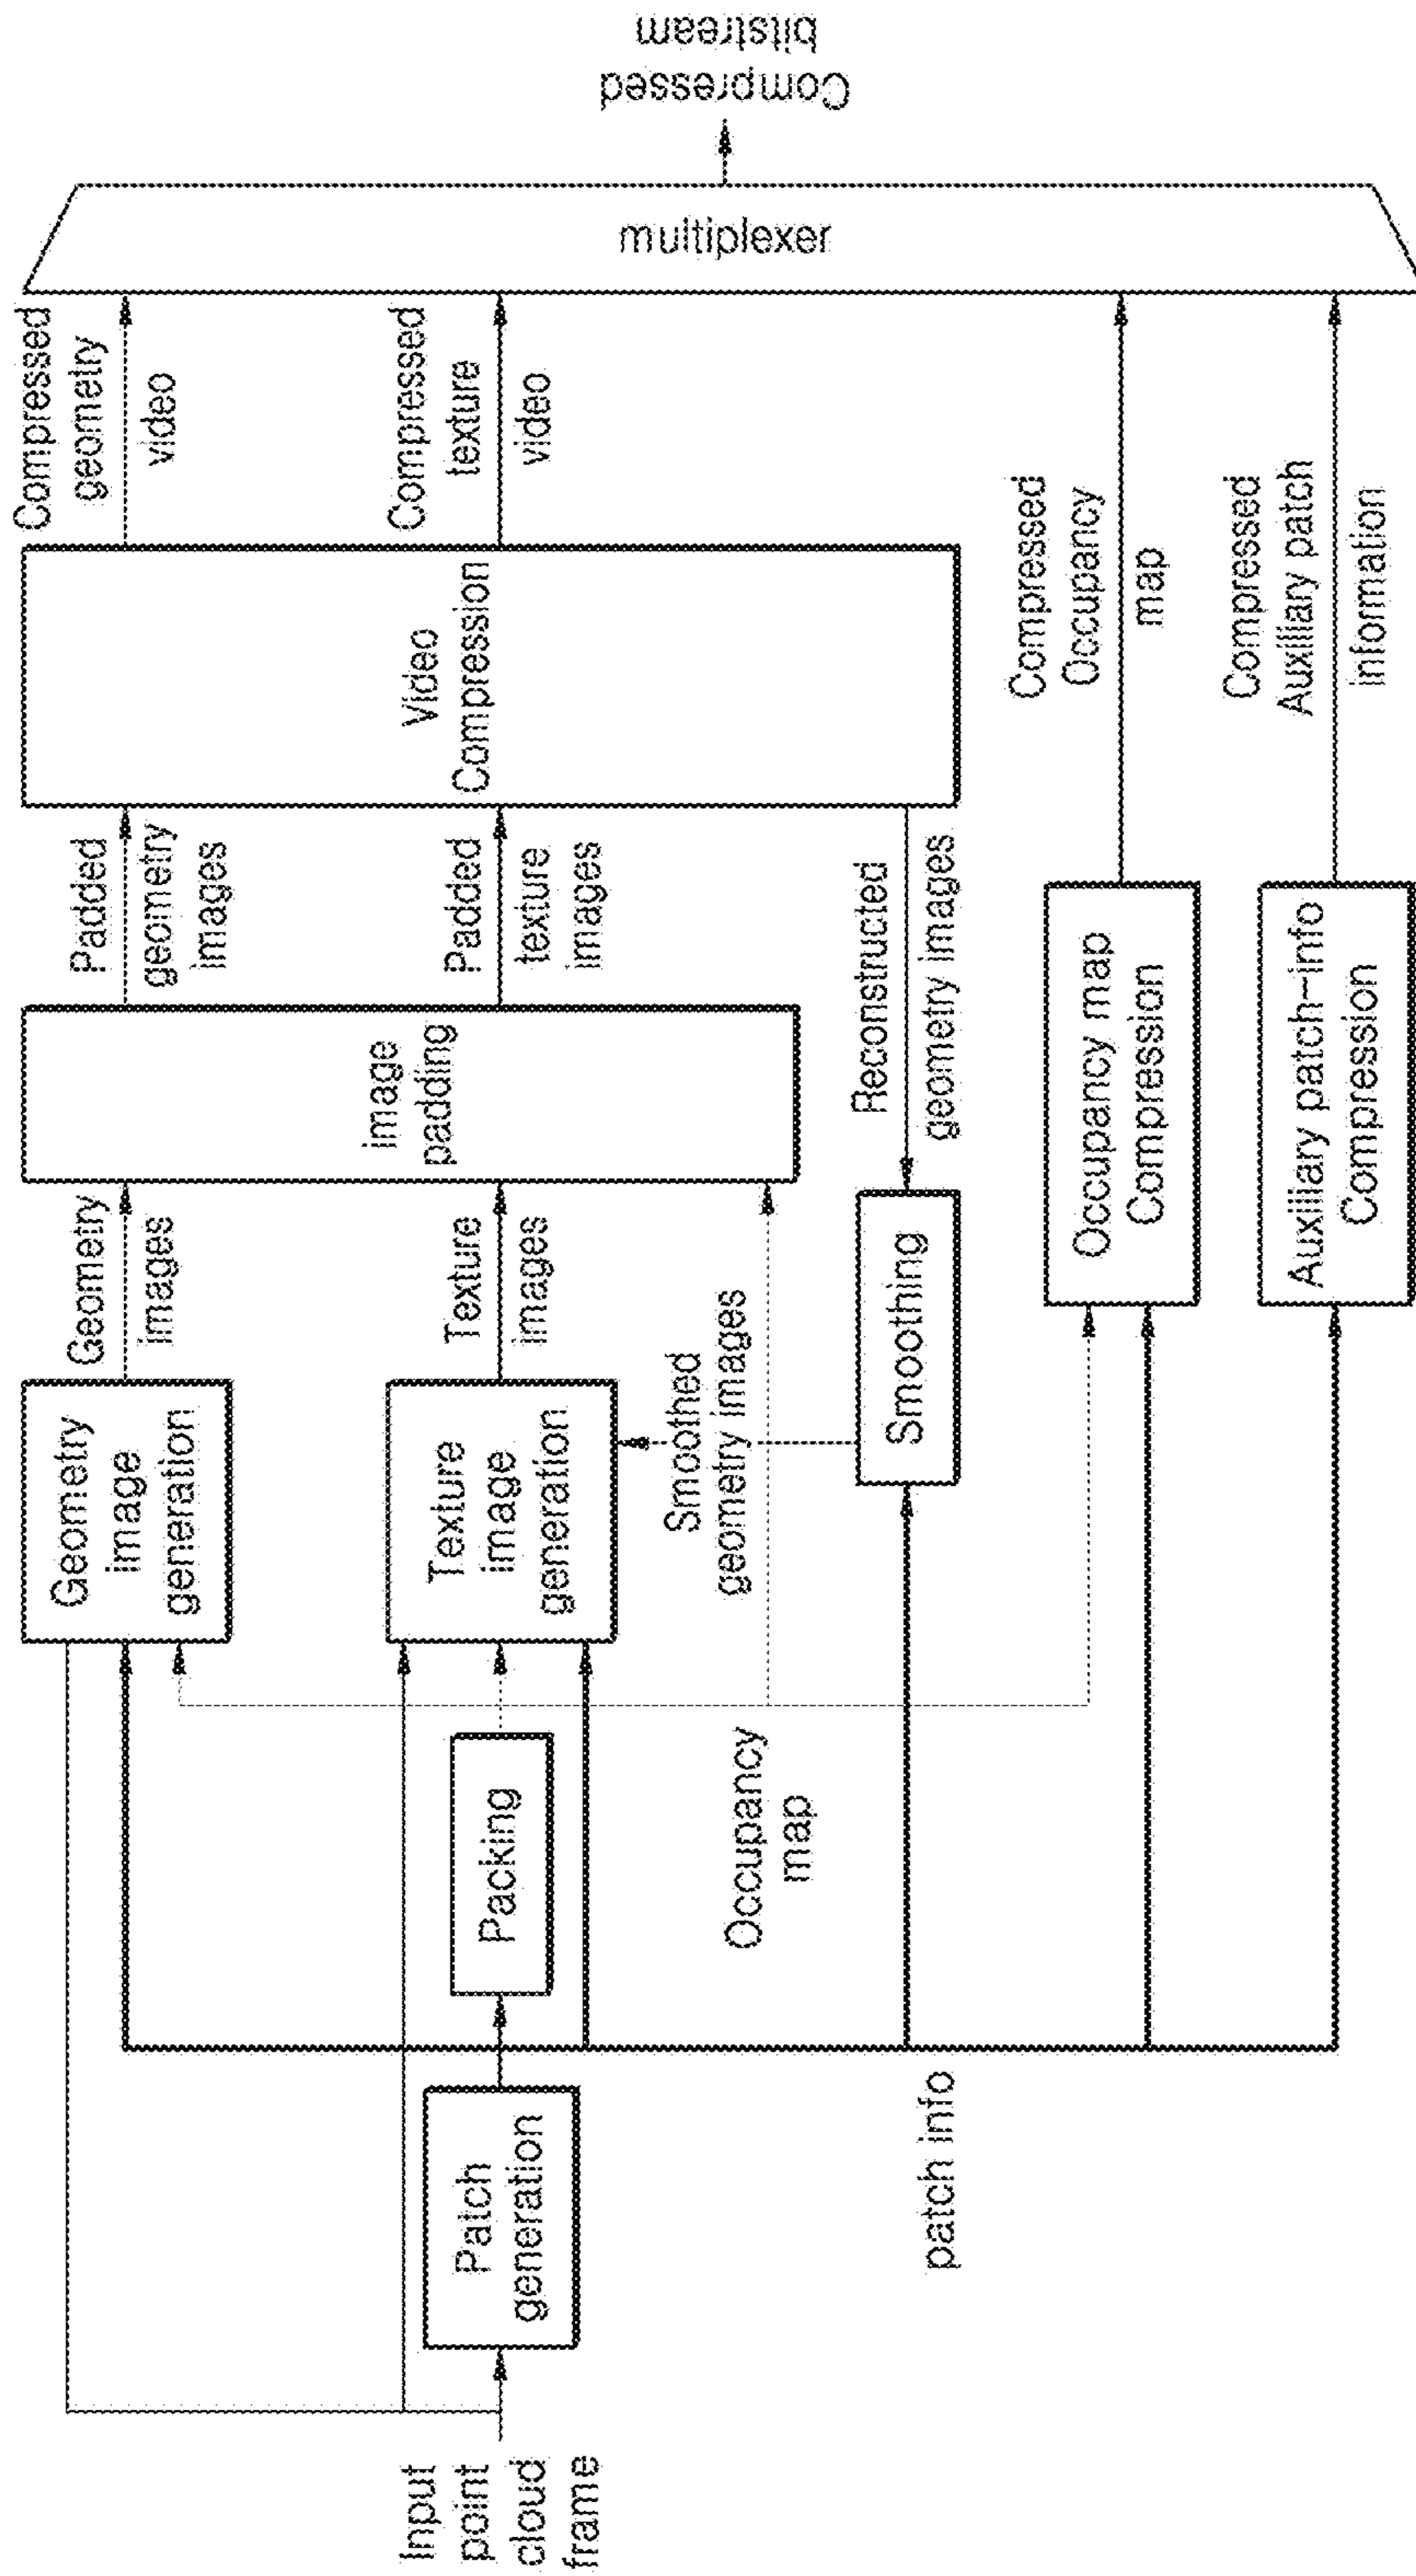 Input
point
cloud
frame
Patch
generation
patch info
Packing
Occupancy
map
Geometry
image
generation
Texture
image
generation
Smoothed
geometry images
Smoothing
Geometry
images
Texture
images
Image
padding
Reconstructed
geometry images
Padded
geometry
images
Padded
texture
images
Video
Compression
Occupancy map
Compression
Auxiliary patch-info
Compression
Compressed
geometry
video
Compressed
texture
video
Compressed
Occupancy
map
Compressed
Auxiliary patch
information
multiplexer
Compressed
bitstream